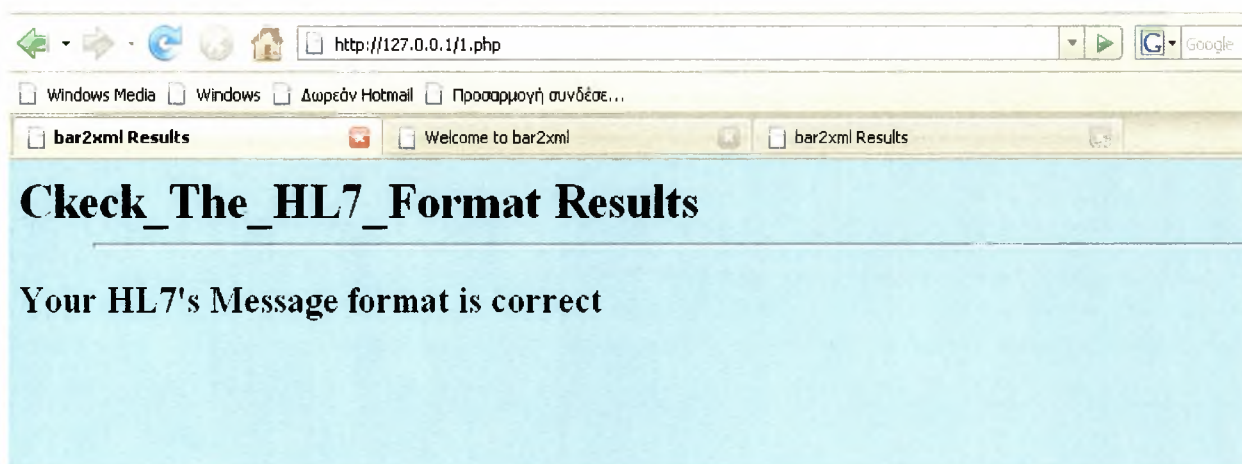 http://127.0.0.1/1.php
Google
Windows Media Windows Δωρεάν Hotmail Προσαρμογή συνδέσε...
bar2xml Results Welcome to bar2xml bar2xml Results
Ckeck_The_HL7_Format Results
Your HL7's Message format is correct